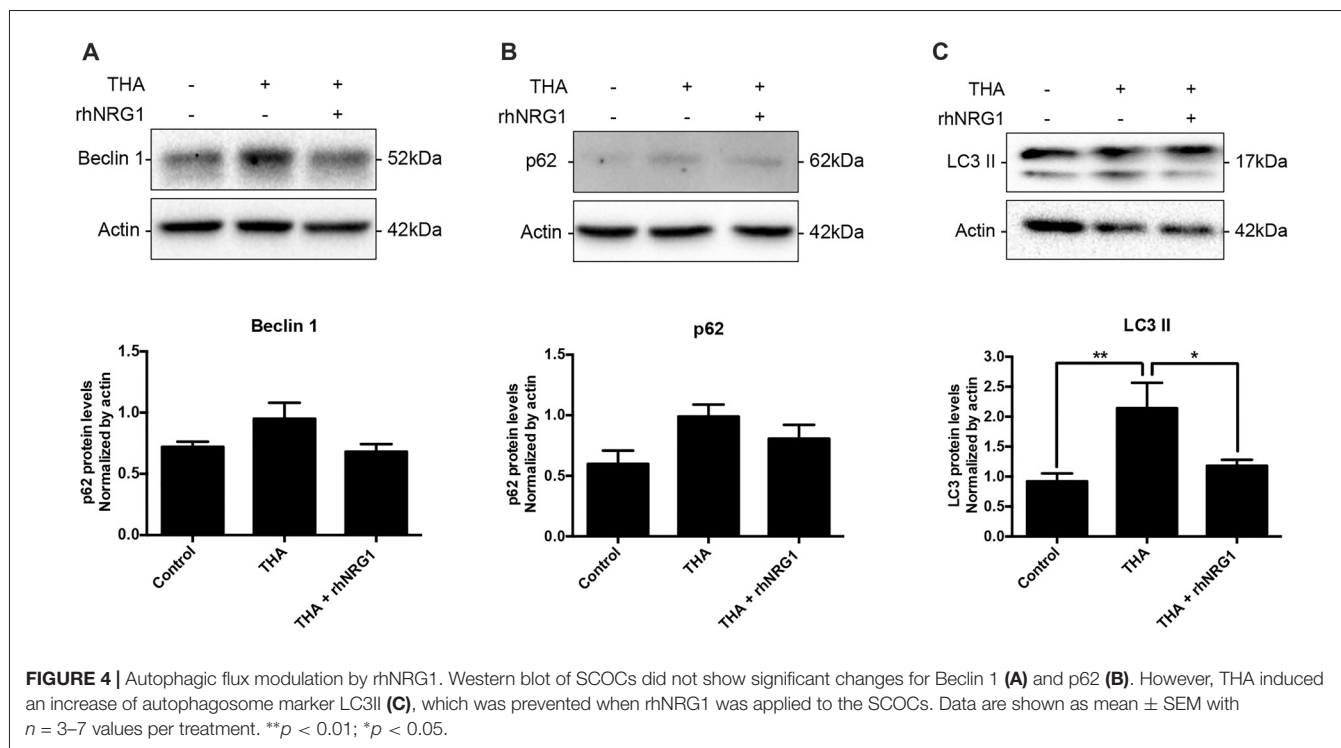 A
THA - + +
rhNRG1 - - +
Beclin 1 52kDa
Actin 42kDa
Beclin 1
p62 protein levels
Normalized by actin
1.5
1.0
0.5
0.0
Control
THA
THA + rhNRG1
B
THA - + +
rhNRG1 - - +
p62 62kDa
Actin 42kDa
p62
p62 protein levels
Normalized by actin
1.5
1.0
0.5
0.0
Control
THA
THA + rhNRG1
C
THA - + +
rhNRG1 - - +
LC3 II 17kDa
Actin 42kDa
LC3 II
LC3 protein levels
Normalized by actin
3.0
2.5
2.0
1.5
1.0
0.5
0.0
** *
Control
THA
THA + rhNRG1
FIGURE 4 | Autophagic flux modulation by rhNRG1. Western blot of SCOCs did not show significant changes for Beclin 1 (A) and p62 (B). However, THA induced
an increase of autophagosome marker LC3II (C), which was prevented when rhNRG1 was applied to the SCOCs. Data are shown as mean ± SEM with
n = 3–7 values per treatment. **p < 0.01; *p < 0.05.